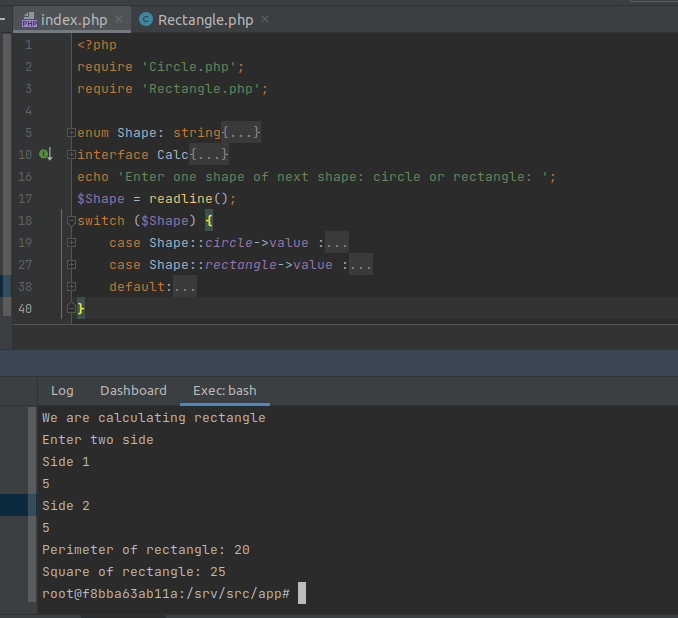 index.php × Rectangle.php ×
1 <?php
2 require 'Circle.php';
3 require 'Rectangle.php';
4
5 enum Shape: string{...}
10 interface Calc{...}
16 echo 'Enter one shape of next shape: circle or rectangle: ';
17 $Shape = readline();
18 switch ($Shape) {
19 case Shape::circle->value :...
27 case Shape::rectangle->value :...
38 default:...
40 }
Log Dashboard Exec: bash
We are calculating rectangle
Enter two side
Side 1
5
Side 2
5
Perimeter of rectangle: 20
Square of rectangle: 25
root@f8bba63ab11a:/srv/src/app#